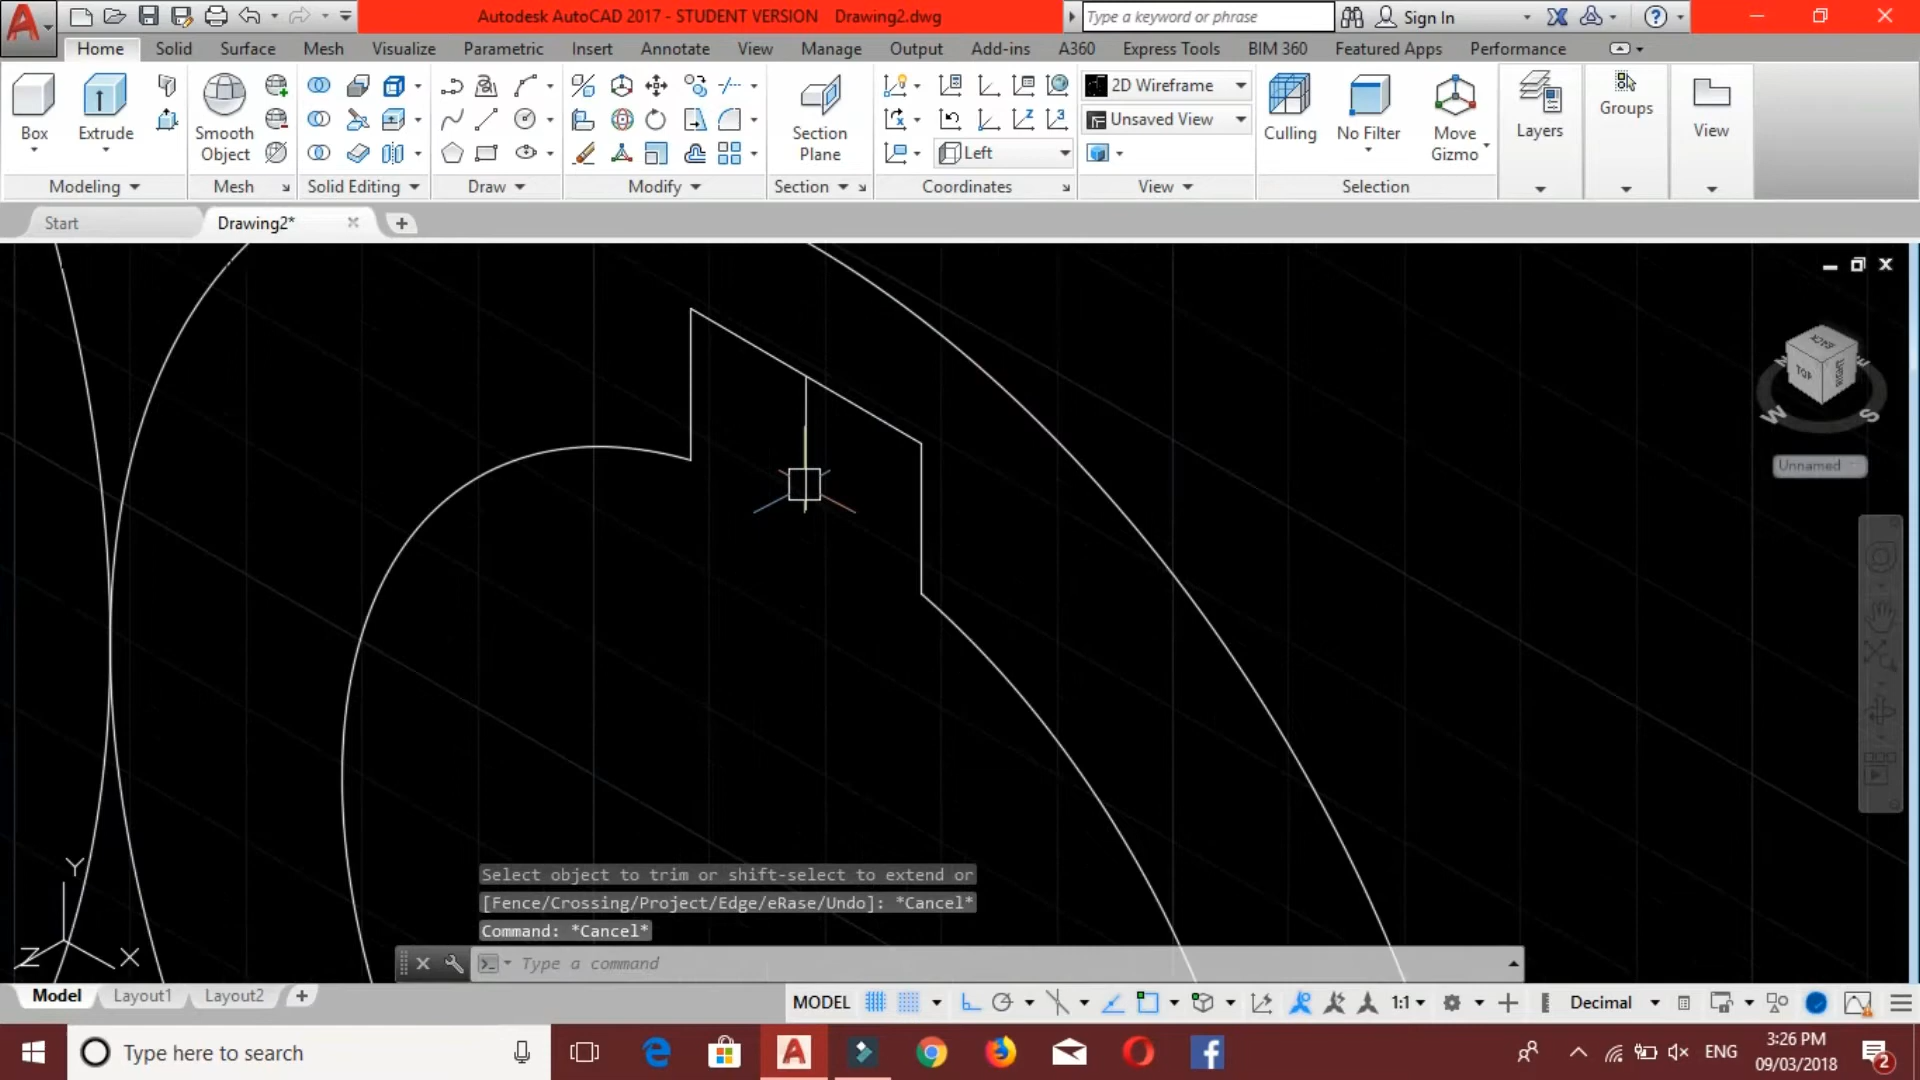 Autodesk AutoCAD 2017 - STUDENT VERSION Drawing2.dwg
Type a keyword or phrase
Sign In
Home Solid Surface Mesh Visualize Parametric Insert Annotate View Manage Output Add-ins A360 Express Tools BIM 360 Featured Apps Performance
Box
Extrude
Smooth
Object
Section
Plane
Left
2D Wireframe
Unsaved View
Culling
No Filter
Move
Gizmo
Layers
Groups
View
Modeling Mesh Solid Editing Draw Modify Section Coordinates View Selection
Start
Drawing2*
BACK
TOP
N
E
W
S
Unnamed
Select object to trim or shift-select to extend or
[Fence/Crossing/Project/Edge/eRase/Undo]: *Cancel*
Command: *Cancel*
Type a command
Y
Z
X
Model Layout1 Layout2
MODEL
1:1
Decimal
Type here to search
ENG
3:26 PM
09/03/2018
2